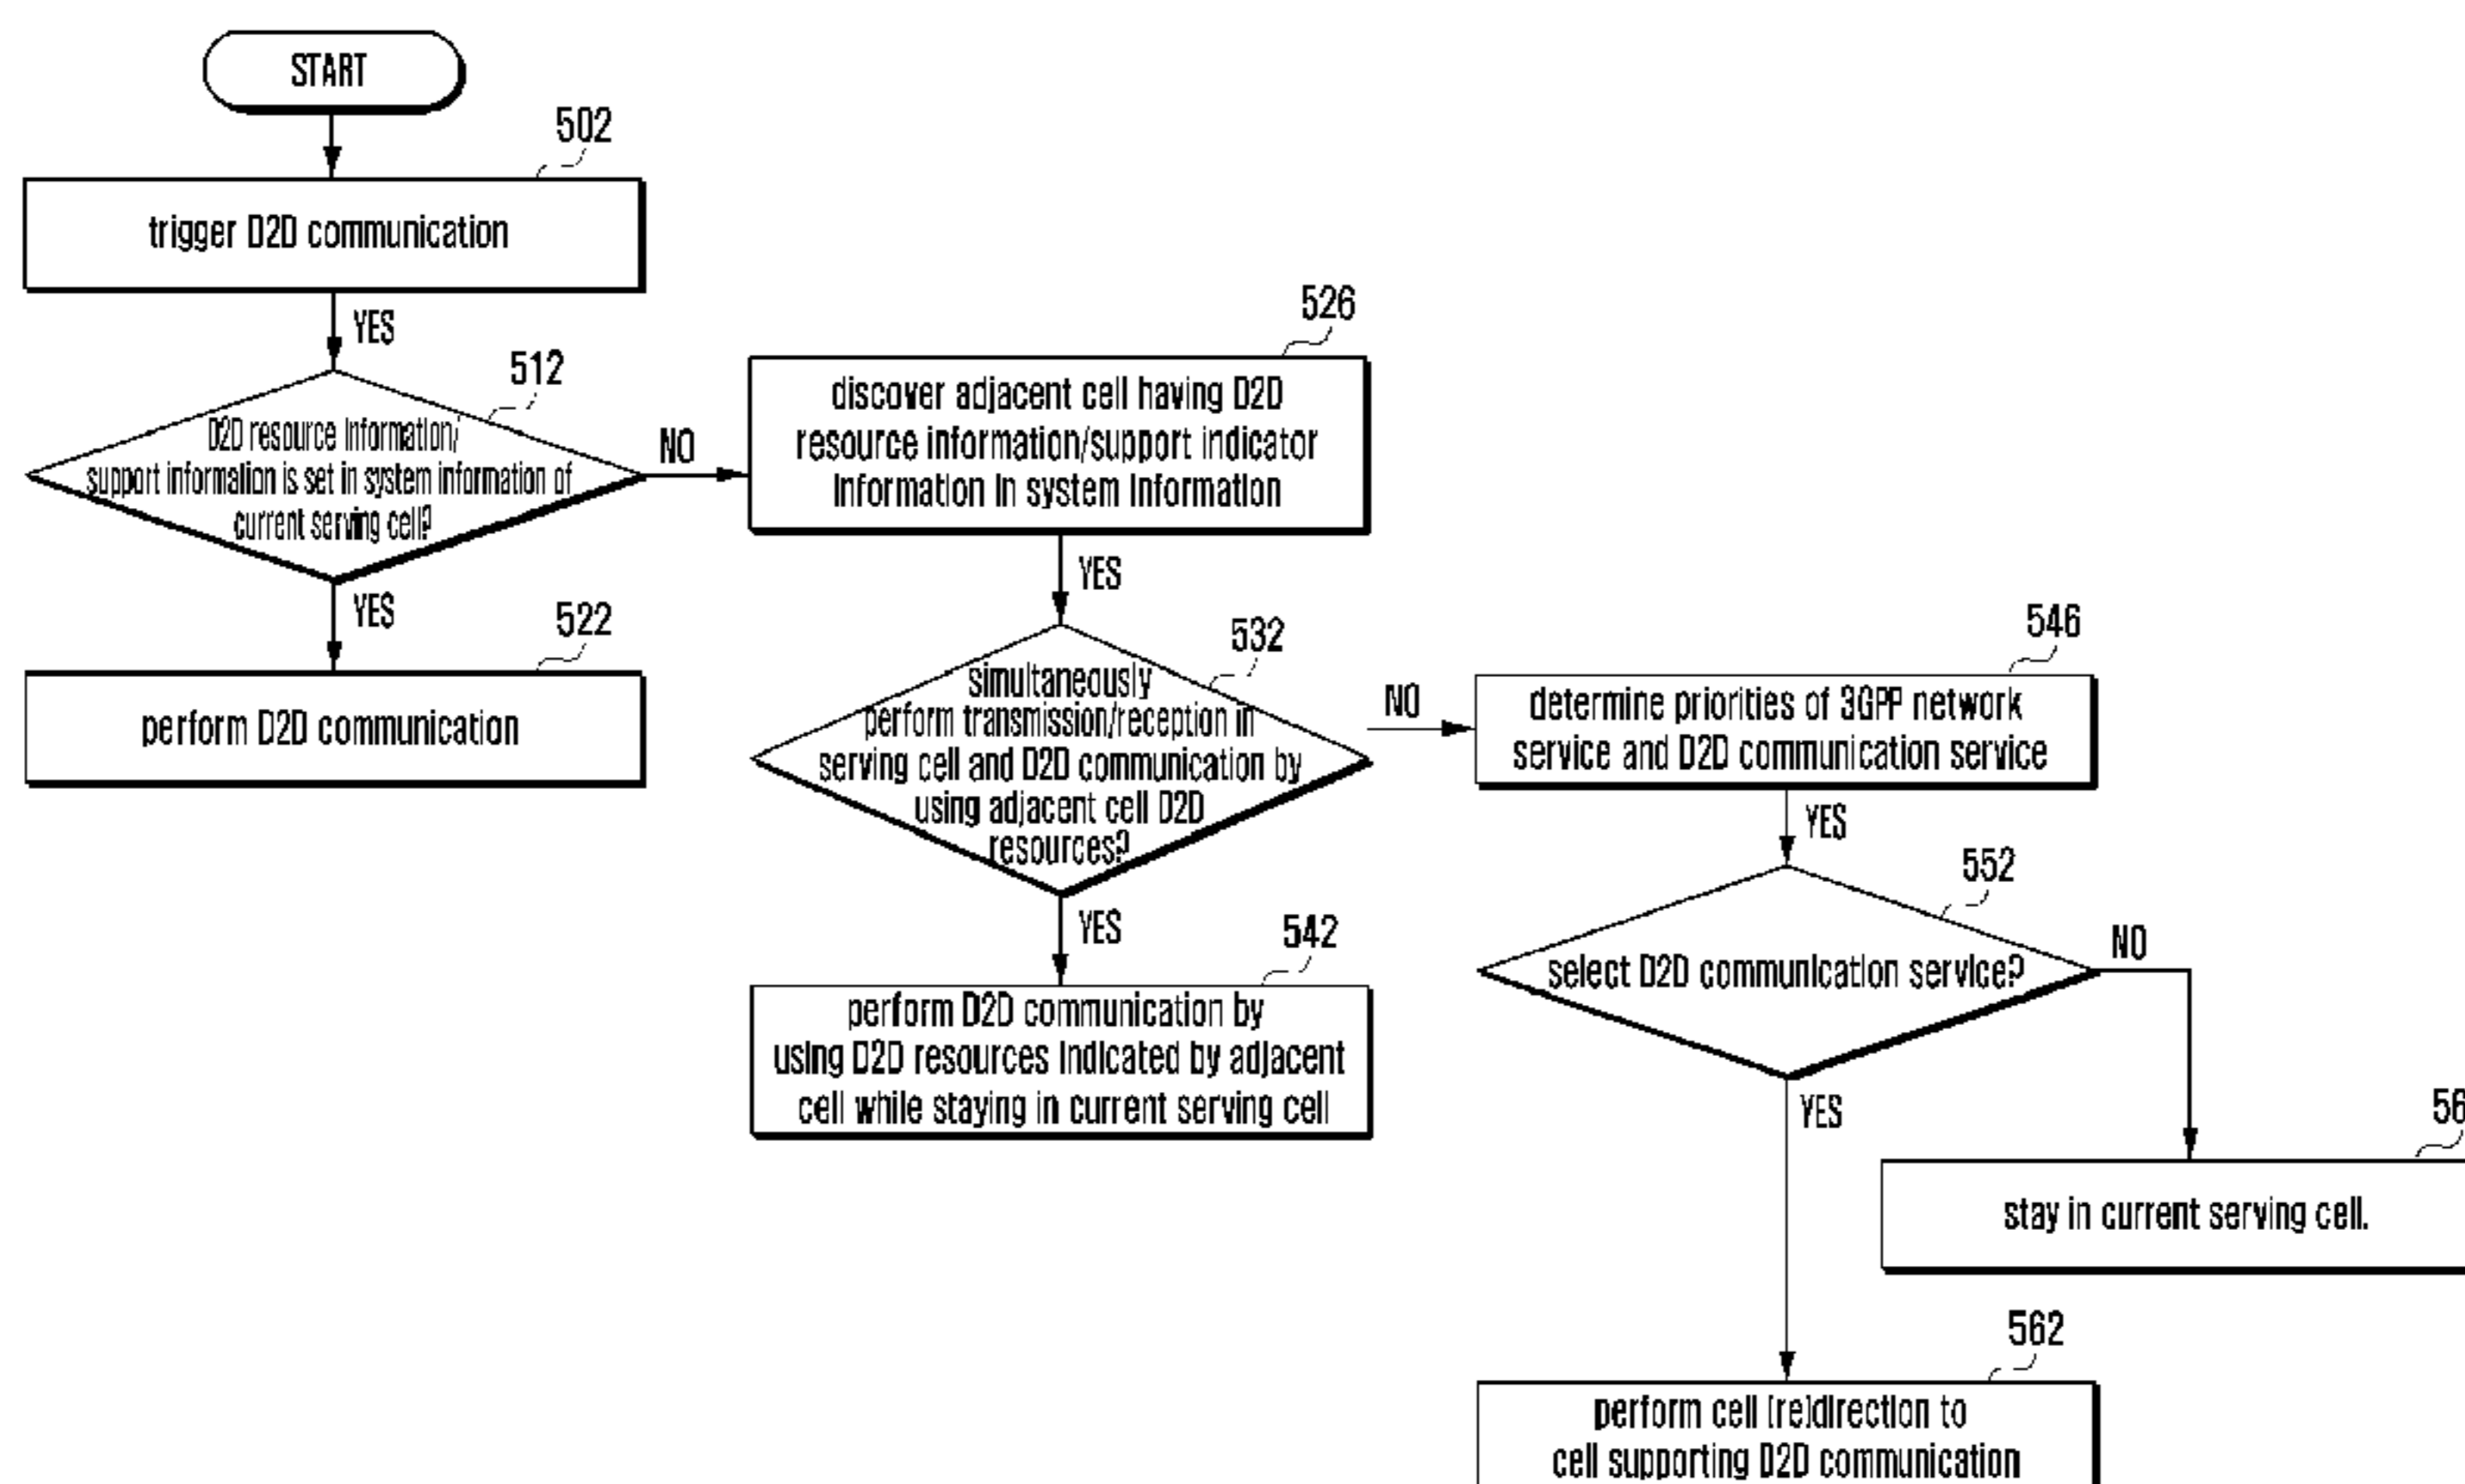 START
502
trigger D2D communication
YES
512
D2D resource information/
support information is set in system information of
current serving cell?
NO
YES
522
perform D2D communication
526
discover adjacent cell having D2D
resource information/support indicator
information in system information
YES
532
simultaneously
perform transmission/reception in
serving cell and D2D communication by
using adjacent cell D2D
resources?
NO
YES
542
perform D2D communication by
using D2D resources indicated by adjacent
cell while staying in current serving cell
546
determine priorities of 3GPP network
service and D2D communication service
YES
552
select D2D communication service?
NO
YES
56
stay in current serving cell.
562
perform cell (re)direction to
cell supporting D2D communication